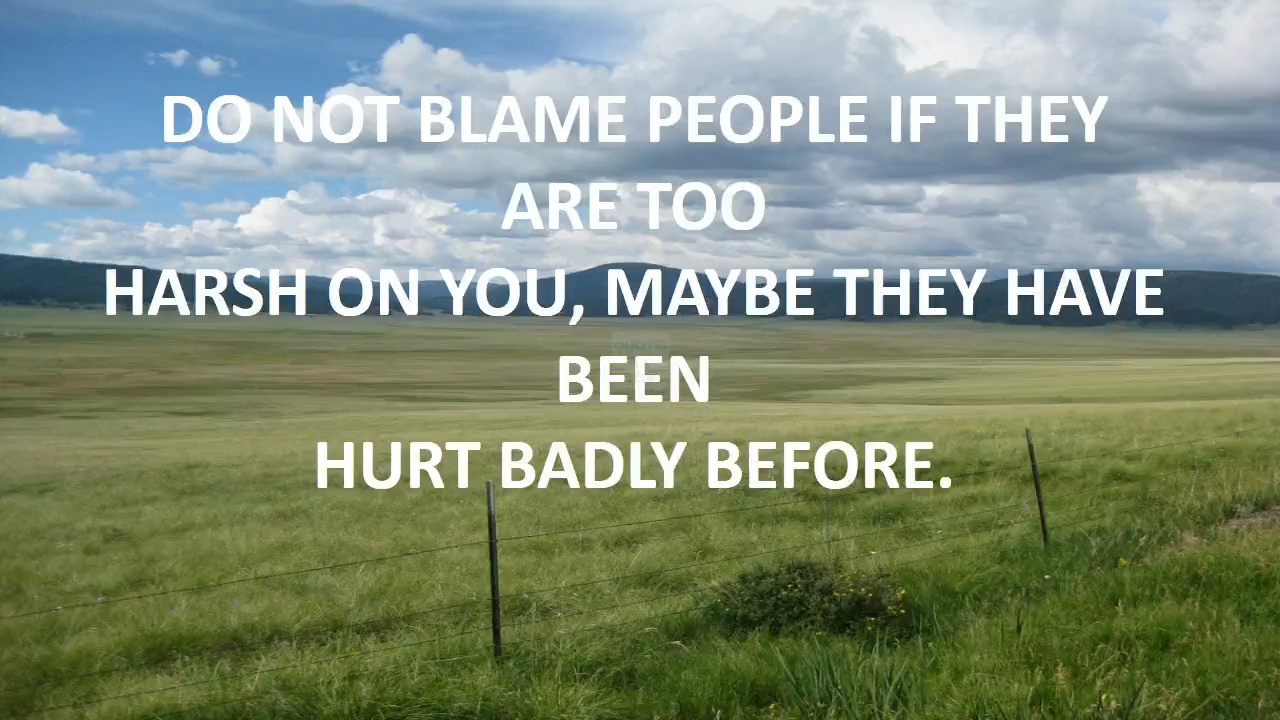 DO NOT BLAME PEOPLE IF THEY
ARE TOO
HARSH ON YOU, MAYBE THEY HAVE
BEEN
HURT BADLY BEFORE.